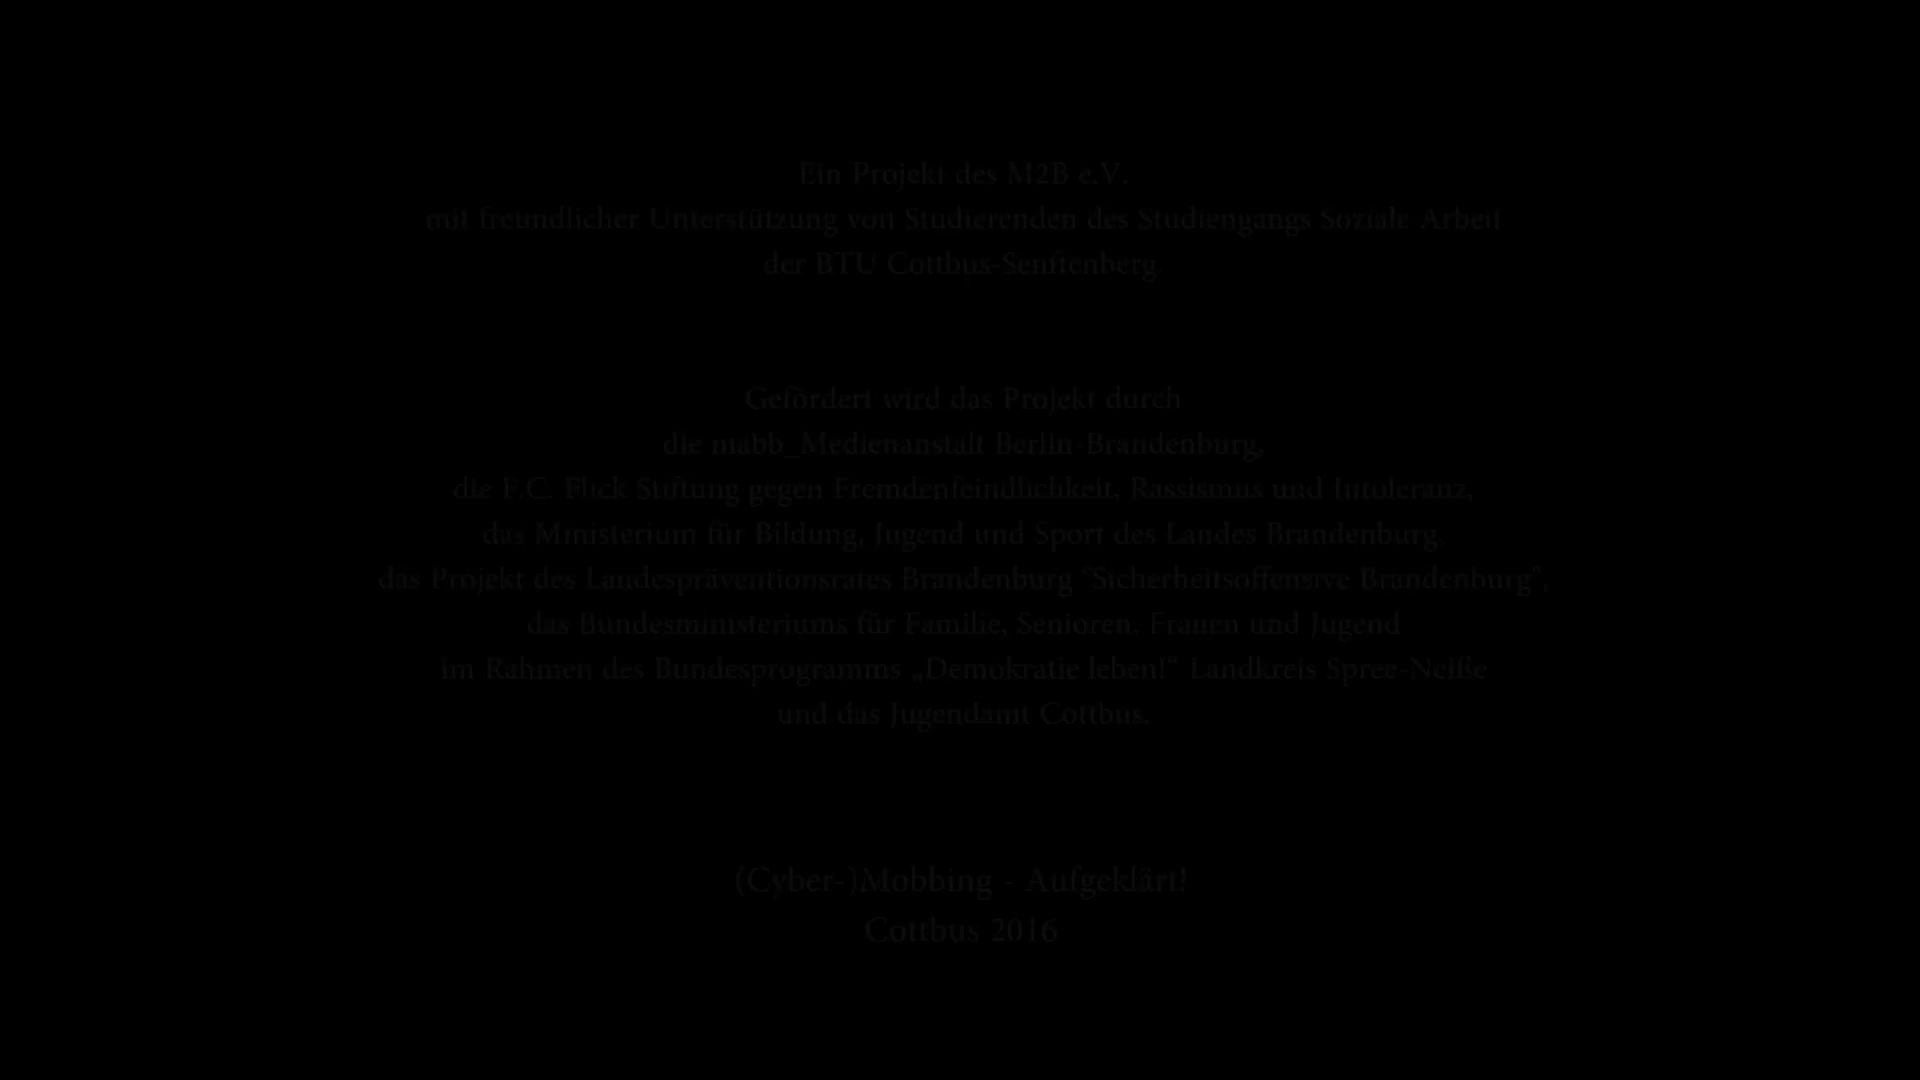 Ein Projekt des M2B e.V.
mit freundlicher Unterstützung von Studierenden des Studiengangs Soziale Arbeit
der BTU Cottbus-Senftenberg.
Gefördert wird das Projekt durch
die mabb_Medienanstalt Berlin-Brandenburg,
die F.C. Flick Stiftung gegen Fremdenfeindlichkeit, Rassismus und Intoleranz,
das Ministerium für Bildung, Jugend und Sport des Landes Brandenburg,
das Projekt des Landespräventionsrates Brandenburg "Sicherheitsoffensive Brandenburg",
das Bundesministeriums für Familie, Senioren, Frauen und Jugend
im Rahmen des Bundesprogramms „Demokratie leben!“ Landkreis Spree-Neiße
und das Jugendamt Cottbus.
(Cyber-)Mobbing - Aufgeklärt!
Cottbus 2016